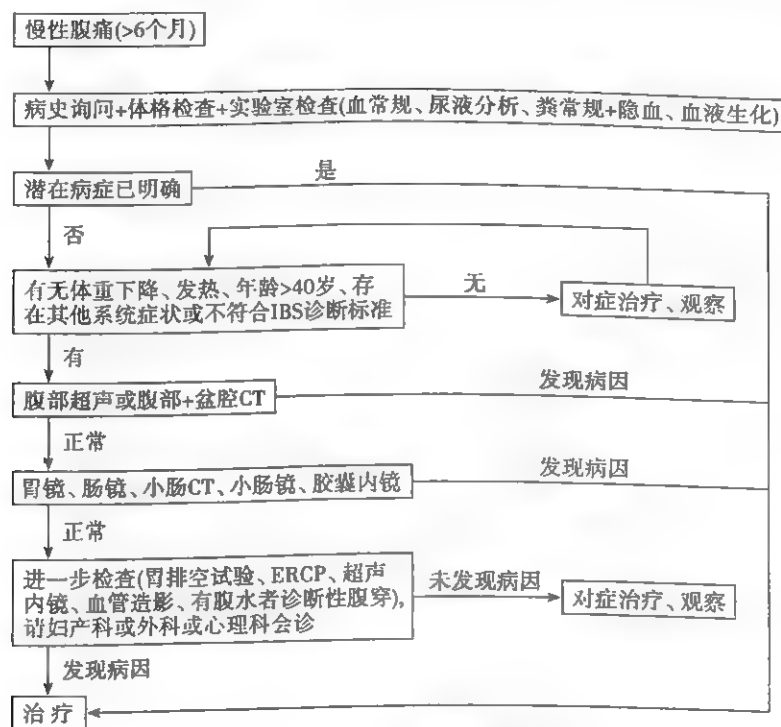 慢性腹痛(>6个月)
病史询问+体格检查+实验室检查(血常规、尿液分析、粪常规+隐血、血液生化)
潜在病症已明确
是
否
有无体重下降、发热、年龄>40岁、存
在其他系统症状或不符合IBS诊断标准
无
对症治疗、观察
有
腹部超声或腹部+盆腔CT
发现病因
正常
胃镜、肠镜、小肠CT、小肠镜、胶囊内镜
发现病因
正常
进一步检查(胃排空试验、ERCP、超声
内镜、血管造影、有腹水者诊断性腹穿),
请妇产科或外科或心理科会诊
未发现病因
对症治疗、观察
发现病因
治疗